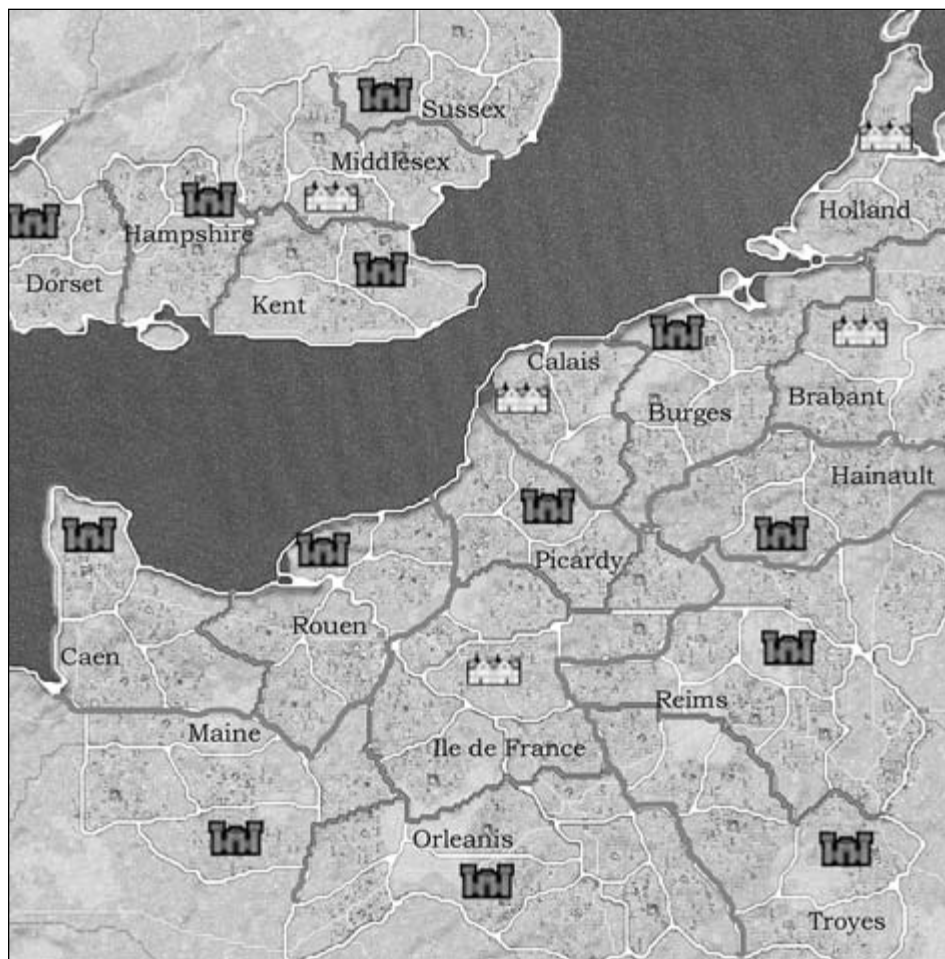 Sussex
Middlesex
Holland
Hampshire
Dorset
Kent
Calais
Brabant
Burges
Hainault
Picardy
Rouen
Caen
Reims
Maine
Ile de France
Orleanis
Troyes